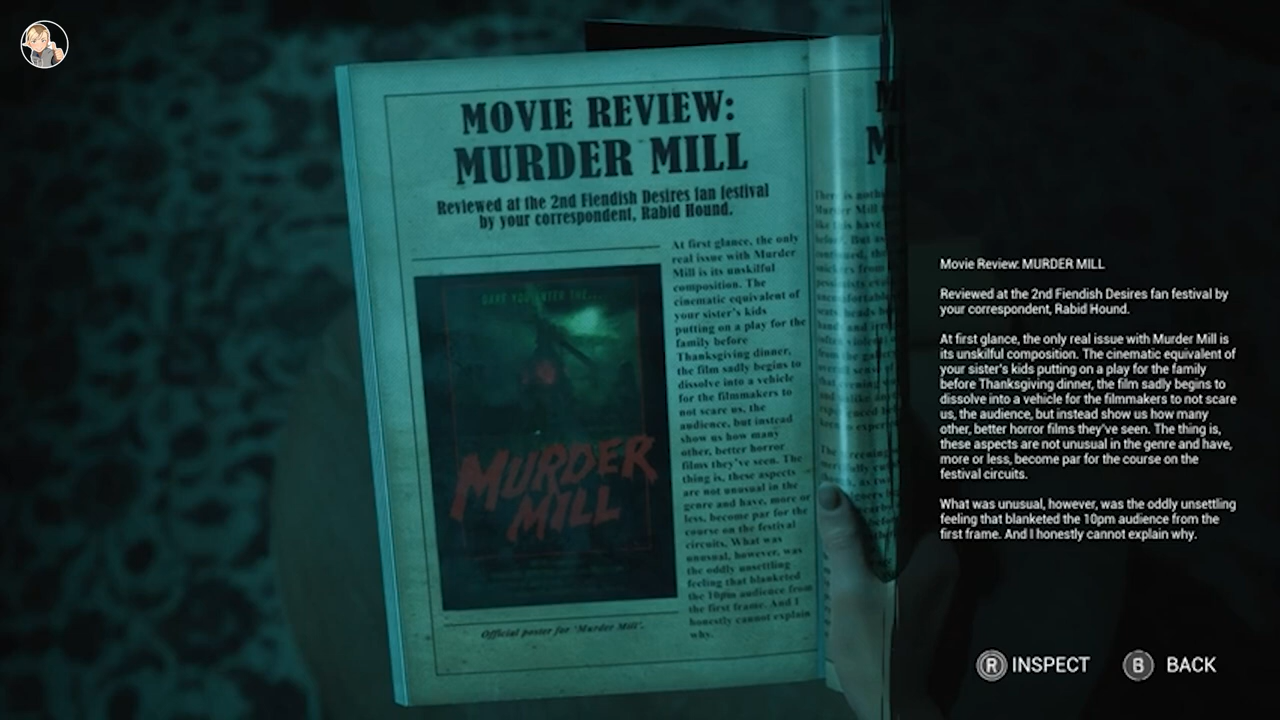 MOVIE REVIEW:
MURDER MILL
Reviewed at the 2nd Fiendish Desires fan festival
by your correspondent, Rabid Hound.
DARE YOU ENTER THE...
MURDER
MILL
Official poster for 'Murder Mill'.
At first glance, the only
real issue with Murder
Mill is its unskilful
composition. The
cinematic equivalent of
your sister's kids
putting on a play for the
family before
Thanksgiving dinner,
the film sadly begins to
dissolve into a vehicle
for the filmmakers to
not scare us, the
audience, but instead
show us how many
other, better horror
films they've seen. The
thing is, these aspects
are not unusual in the
genre and have, more or
less, become par for the
course on the festival
circuits. What was
unusual, however, was
the oddly unsettling
feeling that blanketed
the 10pm audience from
the first frame. And I
honestly cannot explain
why.
There is
Murder Mill
like this have
Movie Review: MURDER MILL
Reviewed at the 2nd Fiendish Desires fan festival by
your correspondent, Rabid Hound.
At first glance, the only real issue with Murder Mill is
its unskilful composition. The cinematic equivalent of
your sister's kids putting on a play for the family
before Thanksgiving dinner, the film sadly begins to
dissolve into a vehicle for the filmmakers to not scare
us, the audience, but instead show us how many
other, better horror films they've seen. The thing is,
these aspects are not unusual in the genre and have,
more or less, become par for the course on the
festival circuits.
What was unusual, however, was the oddly unsettling
feeling that blanketed the 10pm audience from the
first frame. And I honestly cannot explain why.
R INSPECT B BACK